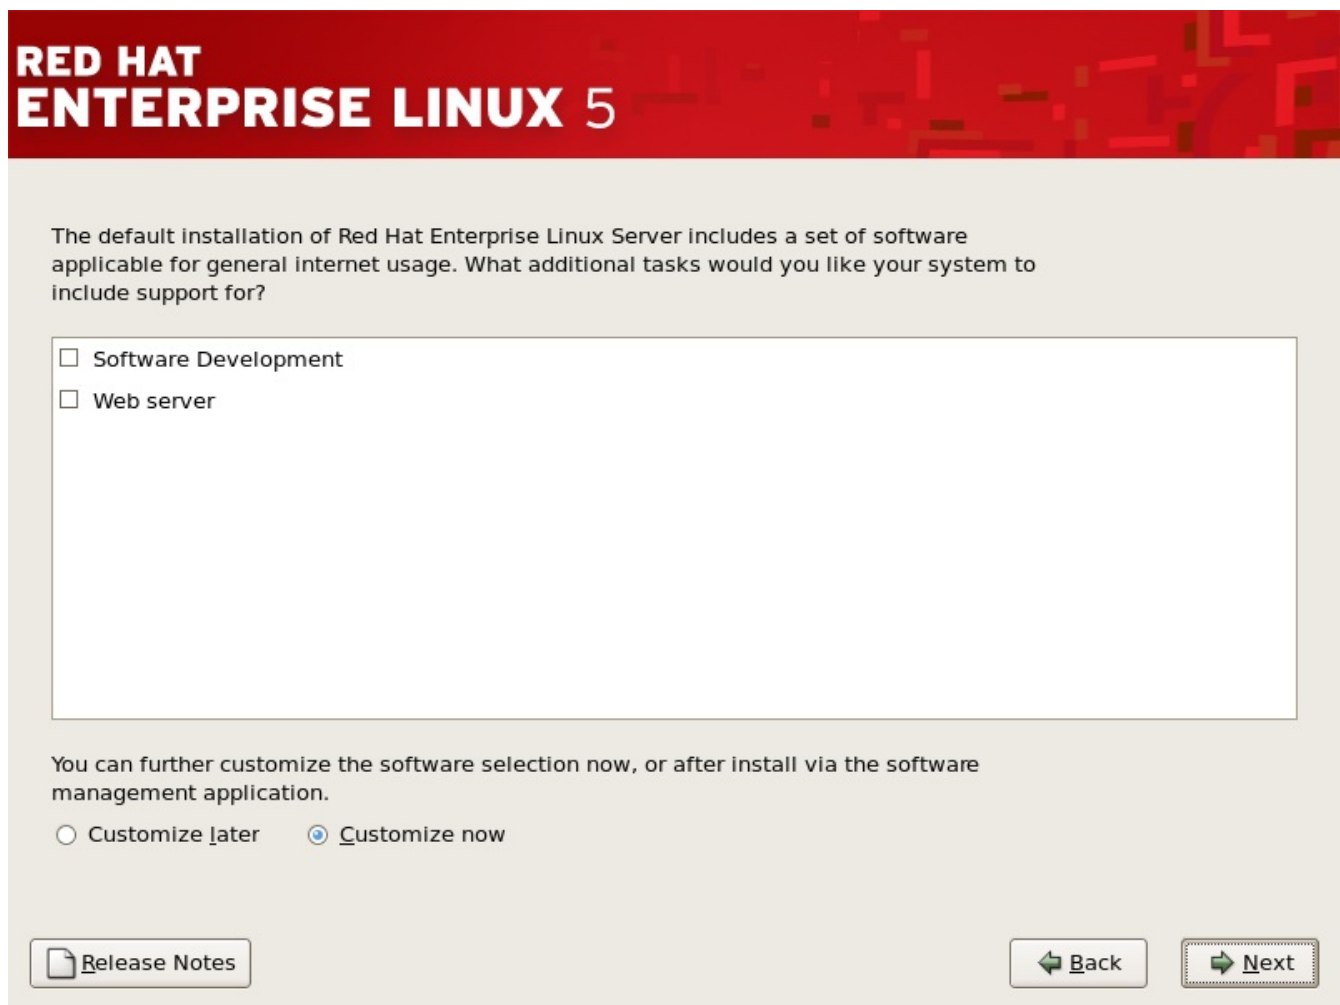 RED HAT
ENTERPRISE LINUX 5
The default installation of Red Hat Enterprise Linux Server includes a set of software
applicable for general internet usage. What additional tasks would you like your system to
include support for?
Software Development
Web server
You can further customize the software selection now, or after install via the software
management application.
Customize later Customize now
Release Notes Back Next